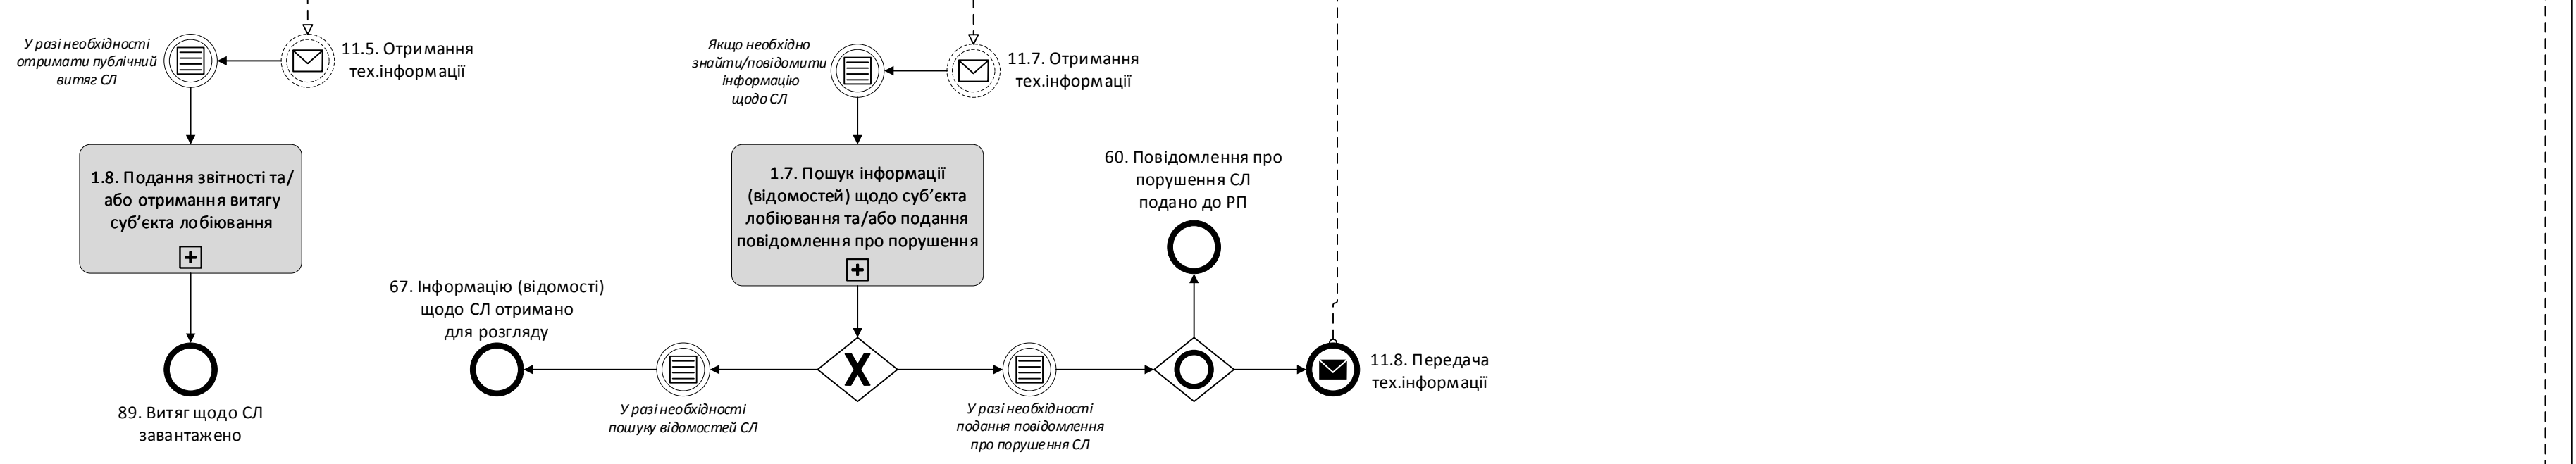 У разі необхідності
отримати публічний
витяг СЛ
11.5. Отримання
тех.інформації
Якщо необхідно
знайти/повідомити
інформацію
щодо СЛ
11.7. Отримання
тех.інформації
1.8. Подання звітності та/
або отримання витягу
суб’єкта лобіювання
1.7. Пошук інформації
(відомостей) щодо суб’єкта
лобіювання та/або подання
повідомлення про порушення
60. Повідомлення про
порушення СЛ
подано до РП
67. Інформацію (відомості)
щодо СЛ отримано
для розгляду
X
11.8. Передача
тех.інформації
89. Витяг щодо СЛ
завантажено
У разі необхідності
пошуку відомостей СЛ
У разі необхідності
подання повідомлення
про порушення СЛ